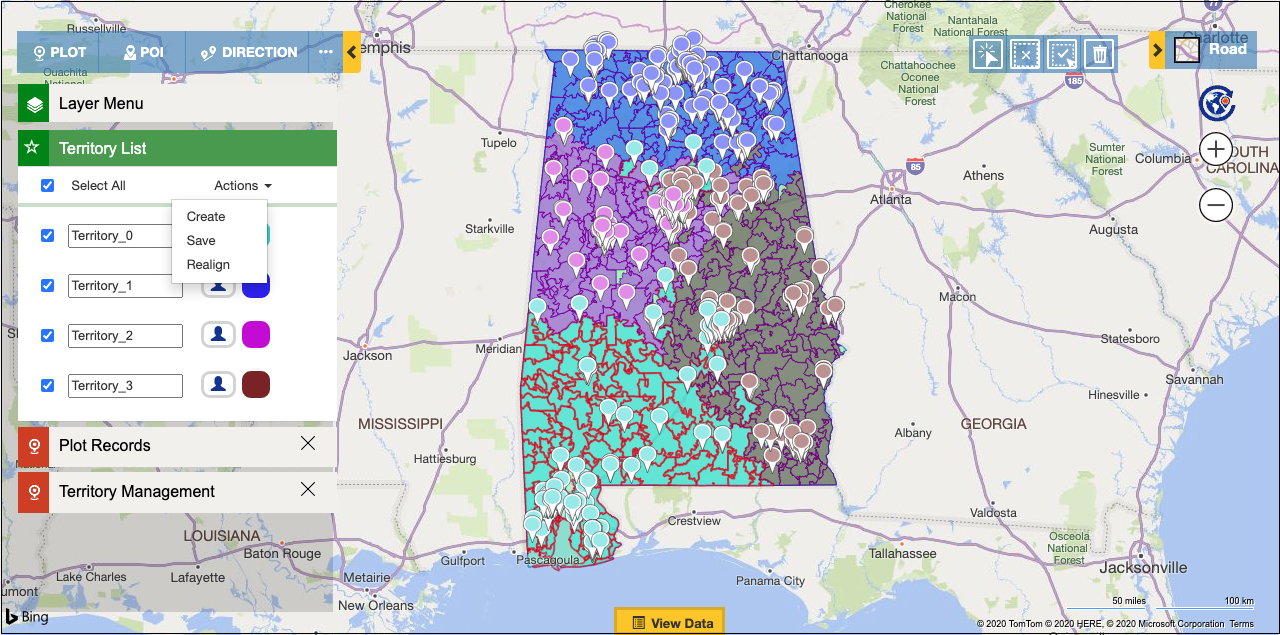 Russellville
PLOT
POI
DIRECTION
...
Ouachita
National
Layer Menu
Territory List
Select All
Actions
Create
Save
Realign
Territory_0
Territory_1
Territory_2
Territory_3
Plot Records
Territory Management
LOUISIANA
Baton Rouge
Lake Charles
Lafayette
Metairie
New Orleans
Bing
Tupelo
Starkville
Meridian
Jackson
MISSISSIPPI
Hattiesburg
Gulfport
Pascagoula
Chattanooga
Cherokee
National
Forest
Nantahala
National Forest
Chattahoochee
Oconee
National
Forest
Charlotte
Road
185
85
Sumter
National
Forest
Columbia
SOUTH
CAROLINA
Athens
Atlanta
Augusta
Macon
Statesboro
Savannah
Hinesville
Albany
GEORGIA
Valdosta
Crestview
Tallahassee
Panama City
Osceola
National
Forest
Jacksonville
50 miles
100 km
View Data
© 2020 TomTom © 2020 HERE, © 2020 Microsoft Corporation Terms